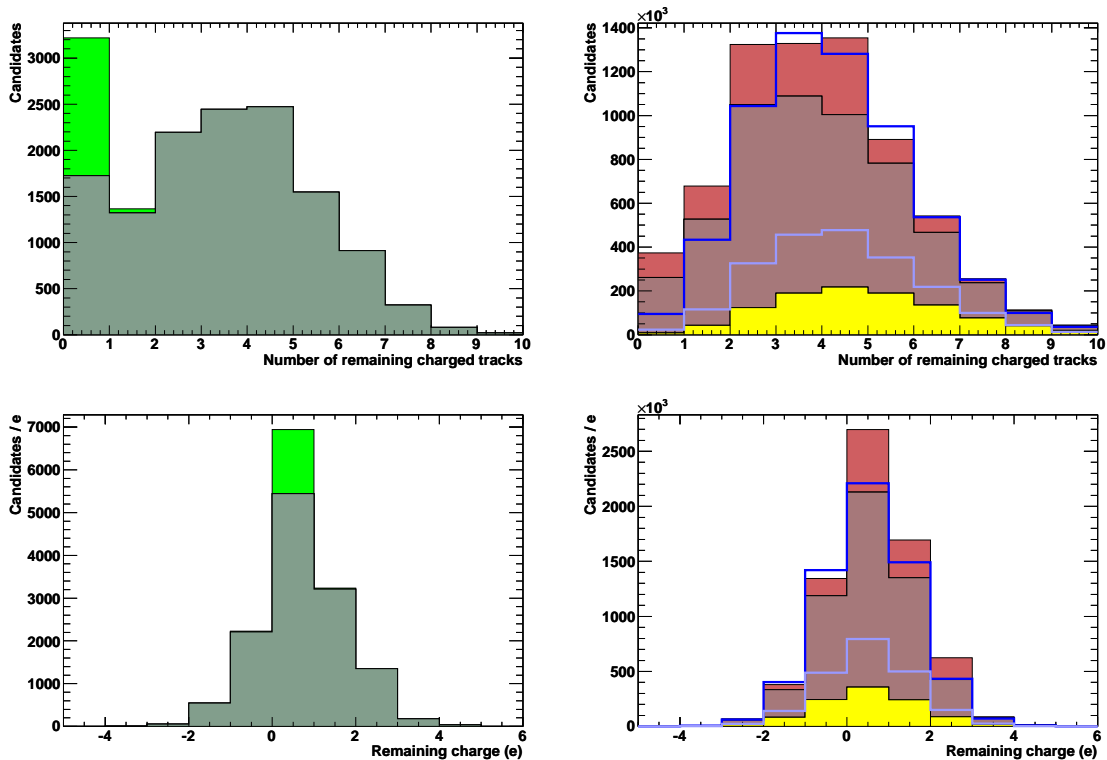 Candidates
3000
2500
2000
1500
1000
500
0
0 1 2 3 4 5 6 7 8 9 10
Number of remaining charged tracks
×10³
Candidates
1400
1200
1000
800
600
400
200
0
0 1 2 3 4 5 6 7 8 9 10
Number of remaining charged tracks
Candidates / e
7000
6000
5000
4000
3000
2000
1000
0
-4 -2 0 2 4 6
Remaining charge (e)
×10³
Candidates / e
2500
2000
1500
1000
500
0
-4 -2 0 2 4 6
Remaining charge (e)